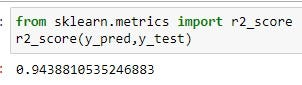 from sklearn.metrics import r2_score
r2_score(y_pred,y_test)
0.9438810535246883